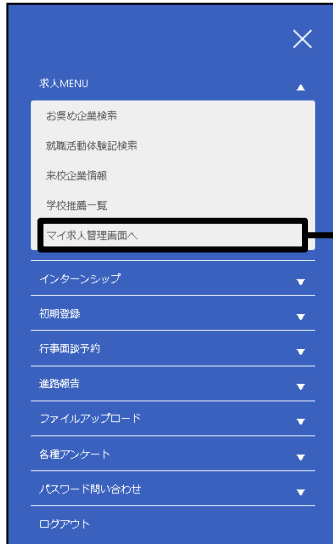 求人MENU
お奨め企業検索
就職活動体験記検索
来校企業情報
学校推薦一覧
マイ求人管理画面へ
インターンシップ
初期登録
行事面談予約
進路報告
ファイルアップロード
各種アンケート
パスワード問い合わせ
ログアウト